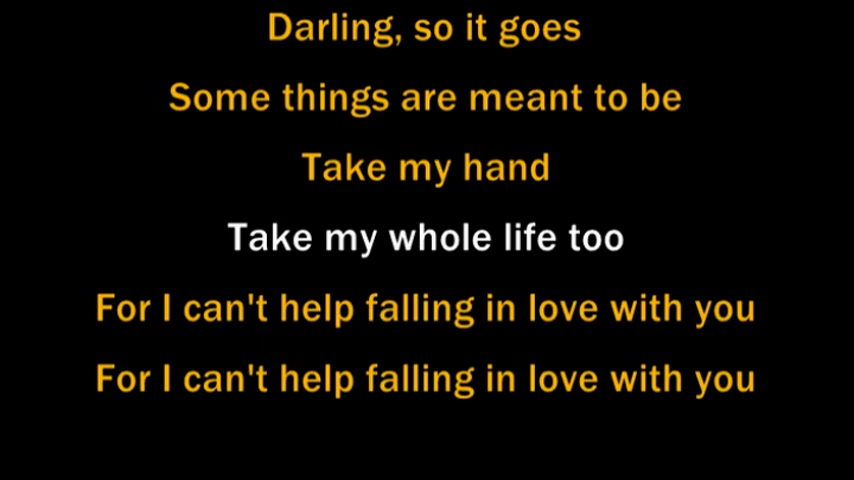 Darling, so it goes
Some things are meant to be
Take my hand
Take my whole life too
For I can't help falling in love with you
For I can't help falling in love with you